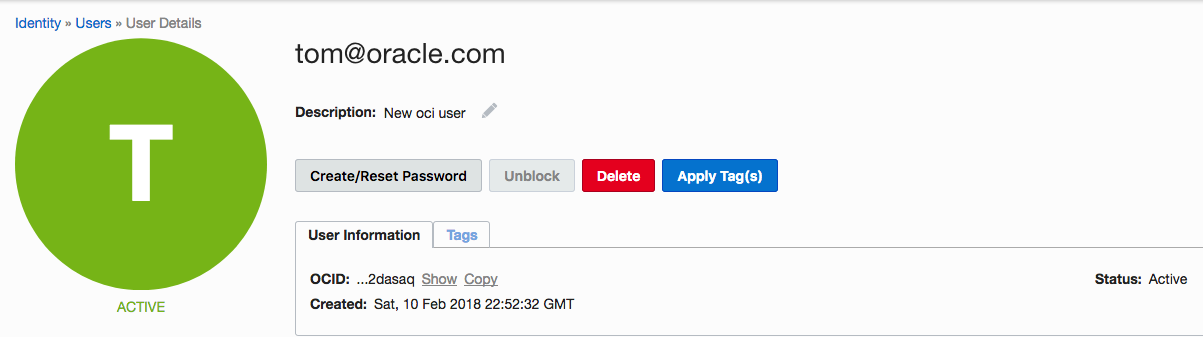 Identity » Users » User Details
T
ACTIVE
tom@oracle.com
Description: New oci user
Create/Reset Password Unblock Delete Apply Tag(s)
User Information Tags
OCID: ...2dasaq Show Copy Status: Active
Created: Sat, 10 Feb 2018 22:52:32 GMT